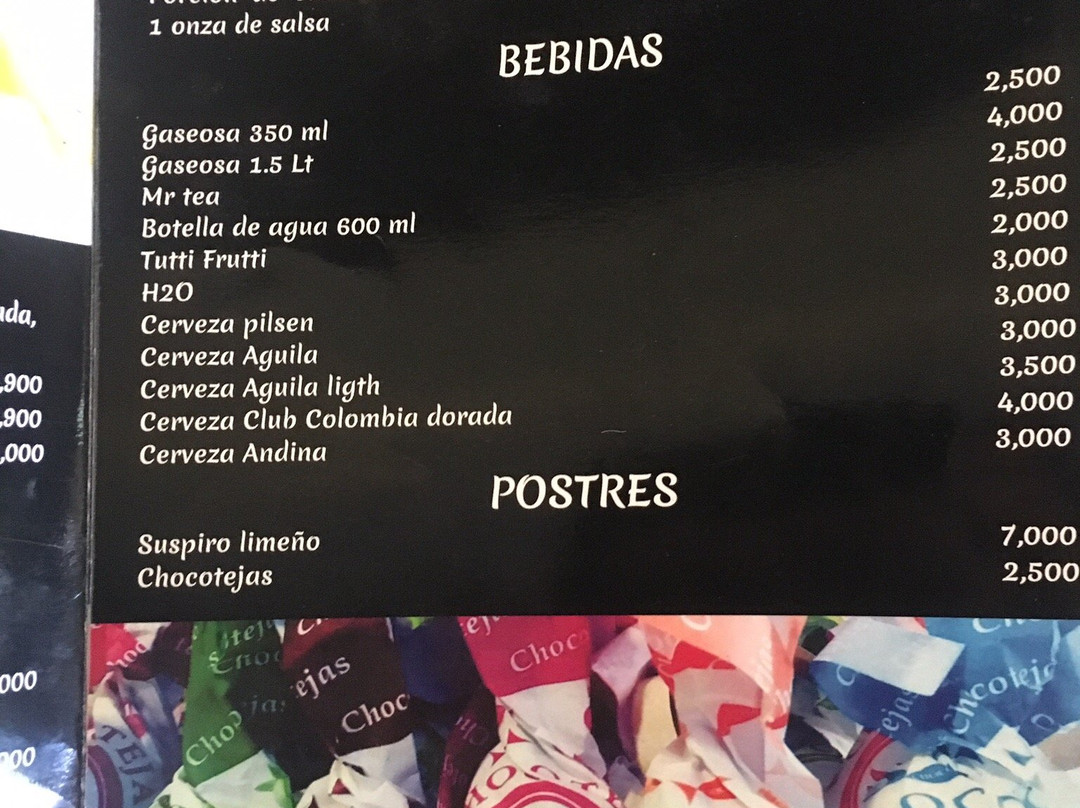 1 onza de salsa
BEBIDAS
Gaseosa 350 ml 2,500
Gaseosa 1.5 Lt 4,000
Mr tea 2,500
Botella de agua 600 ml 2,500
Tutti Frutti 2,000
H2O 3,000
Cerveza pilsen 3,000
Cerveza Aguila 3,000
Cerveza Aguila ligth 3,500
Cerveza Club Colombia dorada 4,000
Cerveza Andina 3,000
POSTRES
Suspiro limeño 7,000
Chocotejas 2,500